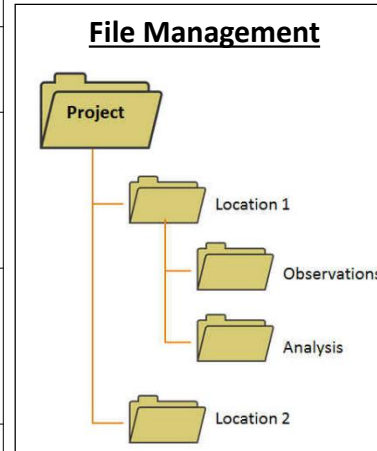 File Management
Project
Location 1
Observations
Analysis
Location 2